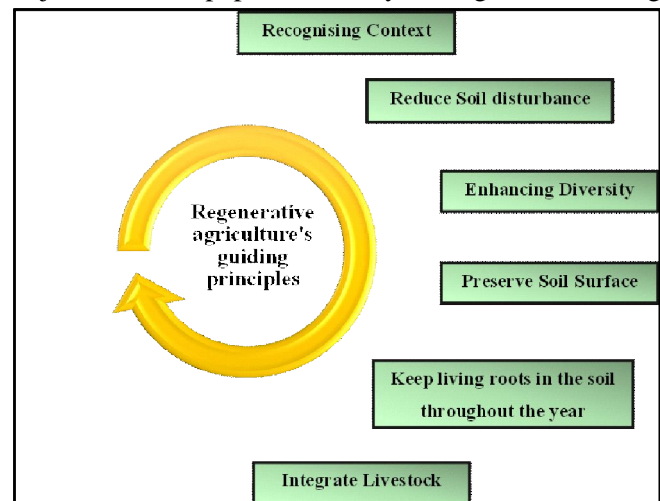 Recognising Context
Reduce Soil disturbance
Enhancing Diversity
Regenerative
agriculture's
guiding
principles
Preserve Soil Surface
Keep living roots in the soil
throughout the year
Integrate Livestock